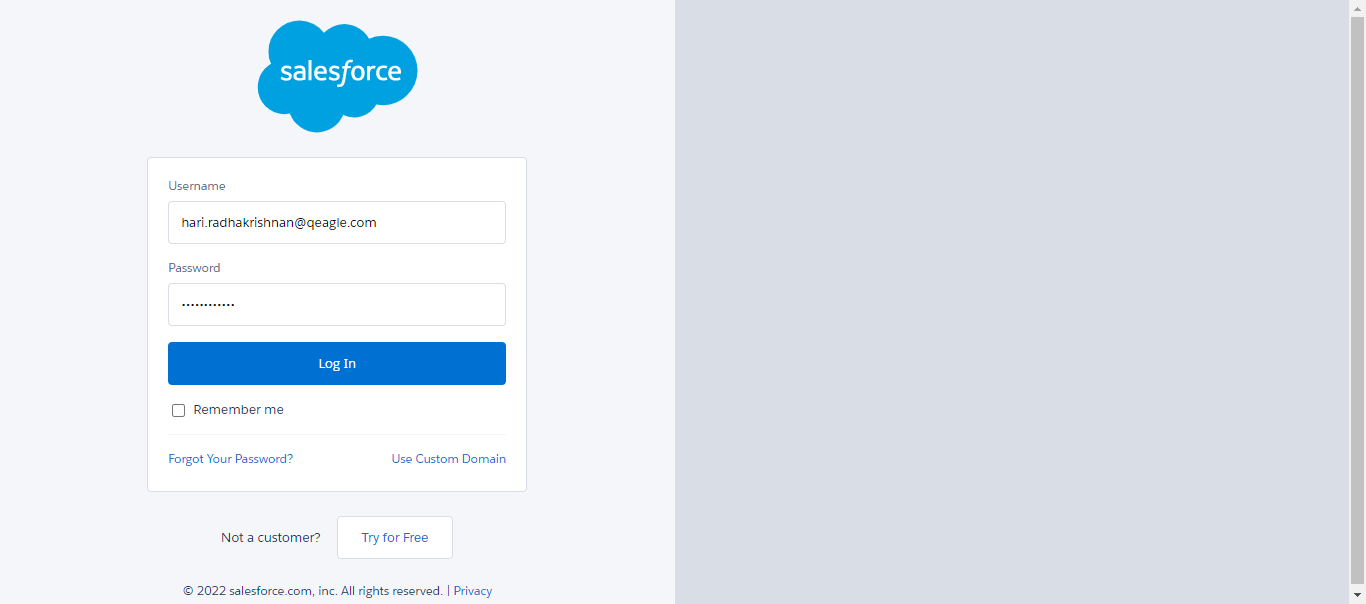 salesforce
Username
hari.radhakrishnan@qeagle.com
Password
••••••••••••
Log In
Remember me
Forgot Your Password? Use Custom Domain
Not a customer? Try for Free
© 2022 salesforce.com, inc. All rights reserved. | Privacy